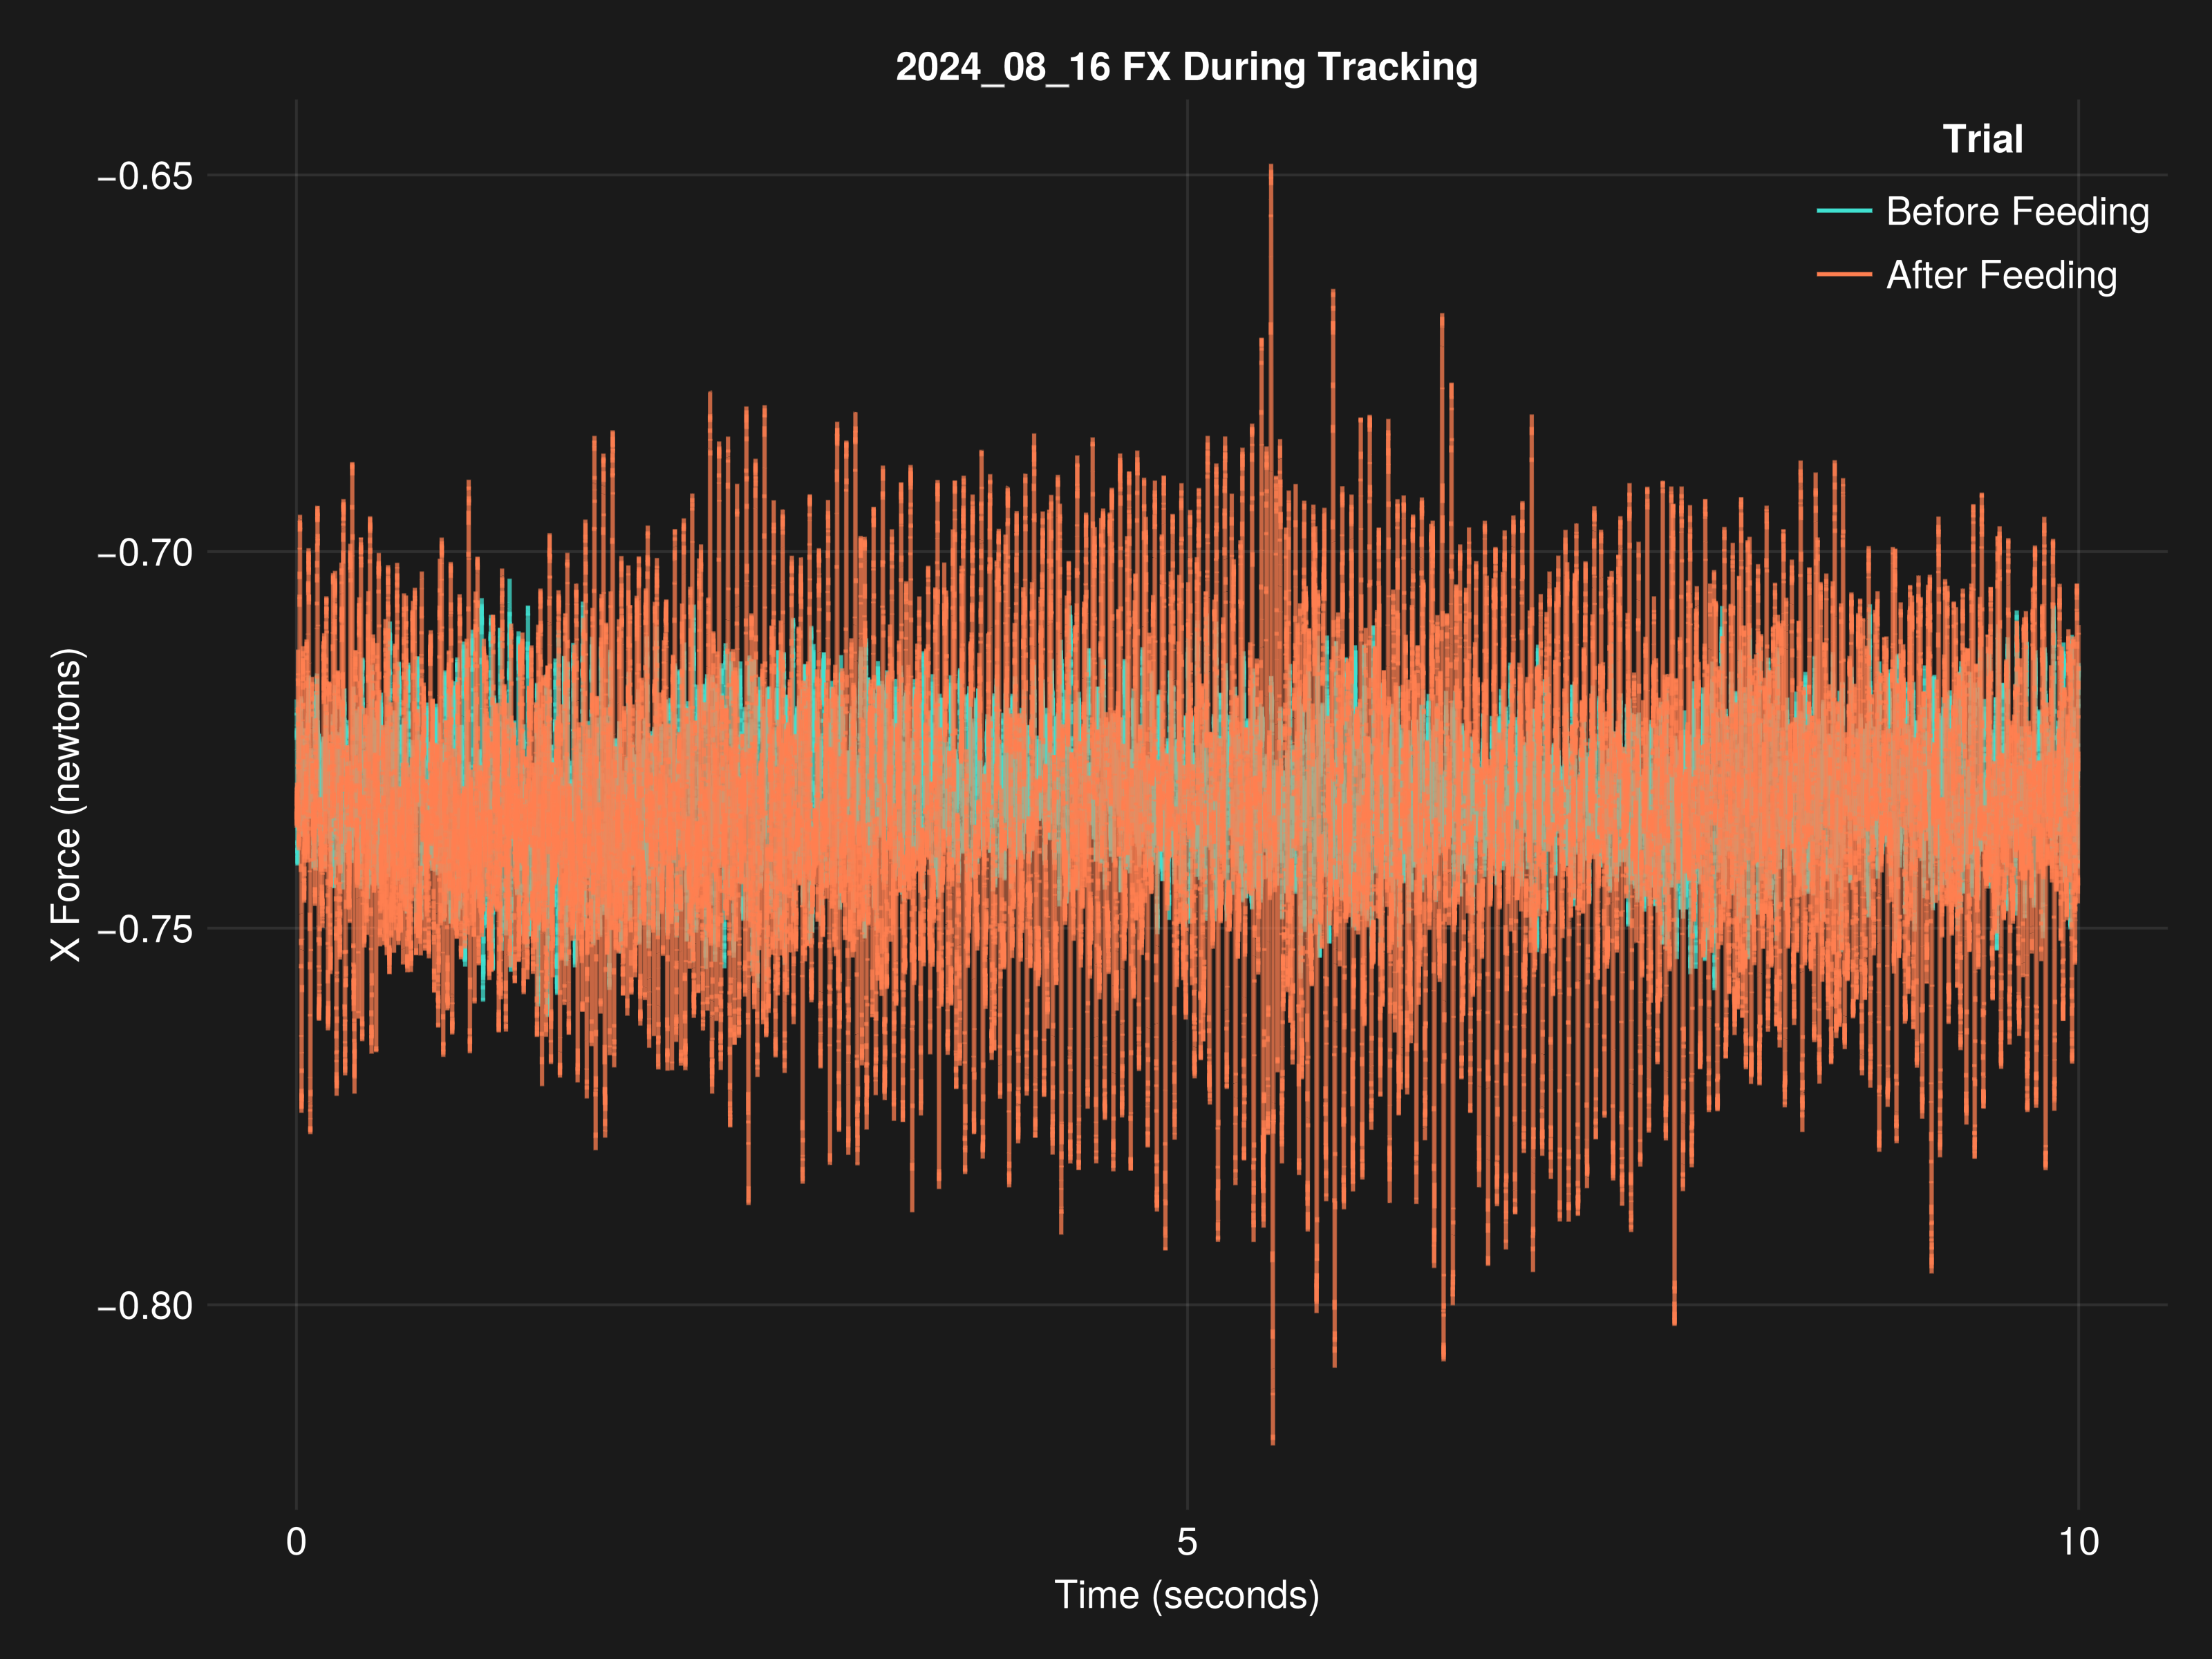 2024_08_16 FX During Tracking
Trial
Before Feeding
After Feeding
X Force (newtons)
−0.65
−0.70
−0.75
−0.80
0
5
10
Time (seconds)